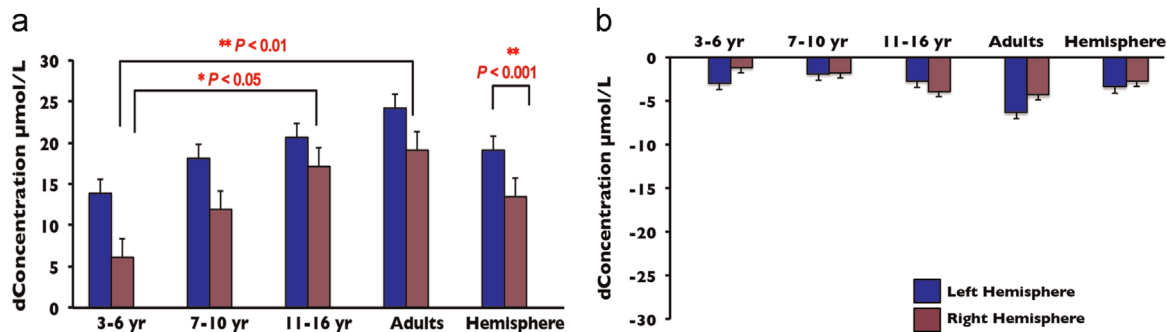 a
** P < 0.01
* P < 0.05
**
P < 0.001
dConcentration µmol/L
30
25
20
15
10
5
0
3-6 yr 7-10 yr 11-16 yr Adults Hemisphere
b
3-6 yr 7-10 yr 11-16 yr Adults Hemisphere
dConcentration µmol/L
0
-5
-10
-15
-20
-25
-30
Left Hemisphere
Right Hemisphere